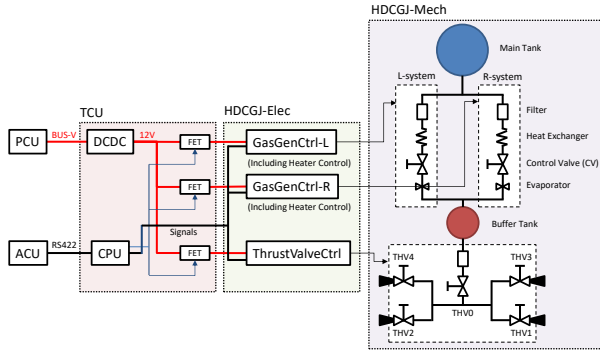 HDCGJ-Mech
Main Tank
L-system
R-system
TCU
HDCGJ-Elec
Filter
PCU
BUS-V
DCDC
12V
FET
GasGenCtrl-L
(Including Heater Control)
Heat Exchanger
Control Valve (CV)
FET
GasGenCtrl-R
(Including Heater Control)
Evaporator
Signals
Buffer Tank
ACU
RS422
CPU
FET
ThrustValveCtrl
THV4
THV3
THV0
THV2
THV1